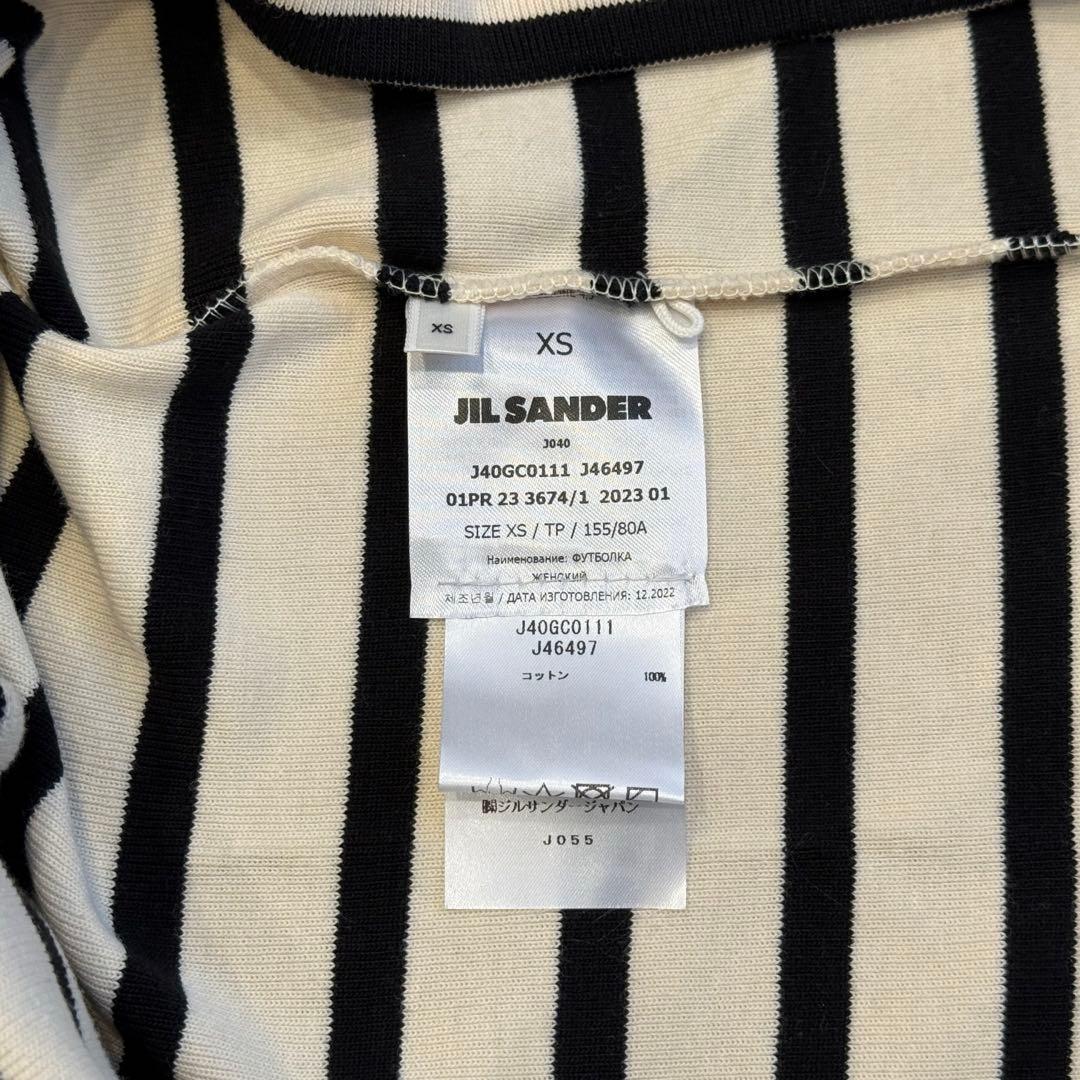 XS
XS
JIL SANDER
J040
J40GC0111 J46497
01PR 23 3674/1 2023 01
SIZE XS / TP / 155/80A
Наименование: ФУТБОЛКА
ЖЕНСКИЙ
제조년월 / ДАТА ИЗГОТОВЛЕНИЯ: 12.2022
J40GC0111
J46497
コットン 100%
㈱ジルサンダージャパン
J055